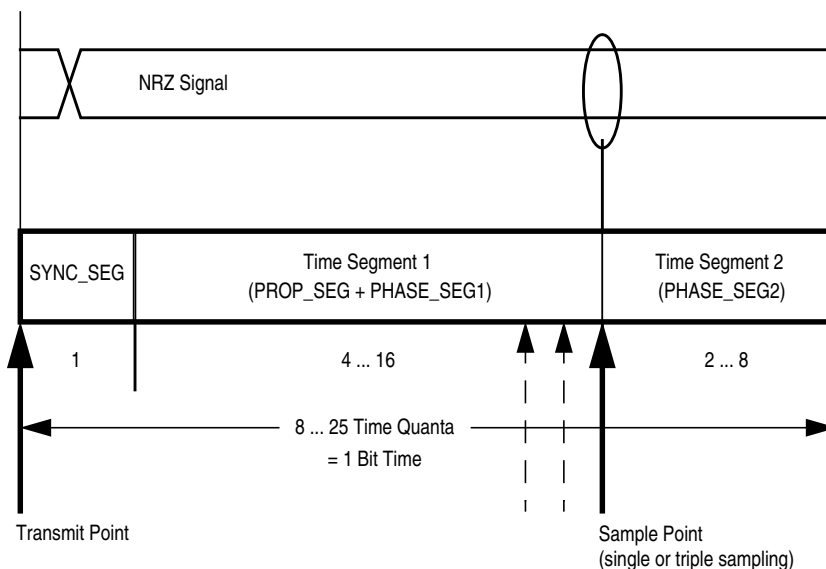 NRZ Signal
SYNC_SEG
Time Segment 1
(PROP_SEG + PHASE_SEG1)
Time Segment 2
(PHASE_SEG2)
1
4 ... 16
2 ... 8
8 ... 25 Time Quanta
= 1 Bit Time
Transmit Point
Sample Point
(single or triple sampling)